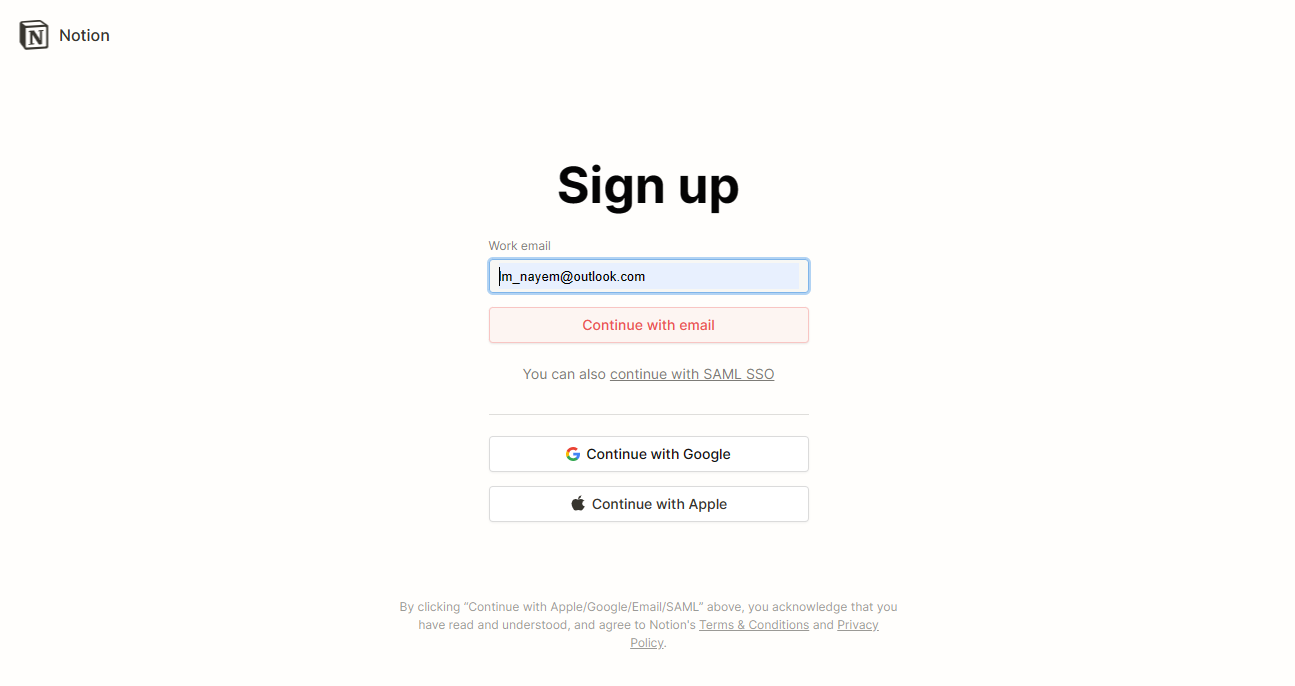 Notion
Sign up
Work email
Im_nayem@outlook.com
Continue with email
You can also continue with SAML SSO
Continue with Google
Continue with Apple
By clicking “Continue with Apple/Google/Email/SAML” above, you acknowledge that you
have read and understood, and agree to Notion's Terms & Conditions and Privacy
Policy.